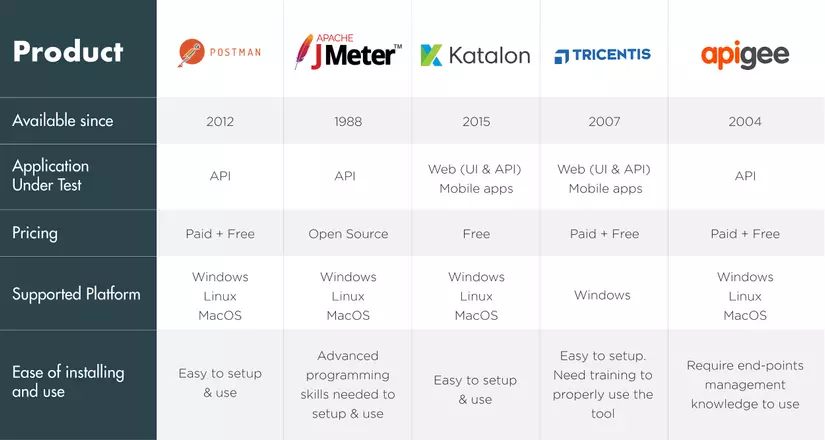 Product
POSTMAN
APACHE
JMeter™
Katalon
TRICENTIS
apigee
Available since
2012
1988
2015
2007
2004
Application
Under Test
API
API
Web (UI & API)
Mobile apps
Web (UI & API)
Mobile apps
API
Pricing
Paid + Free
Open Source
Free
Paid + Free
Paid + Free
Supported Platform
Windows
Linux
MacOS
Windows
Linux
MacOS
Windows
Linux
MacOS
Windows
Windows
Linux
MacOS
Ease of installing
and use
Easy to setup
& use
Advanced
programming
skills needed to
setup & use
Easy to setup
& use
Easy to setup.
Need training to
properly use the
tool
Require end-points
management
knowledge to use